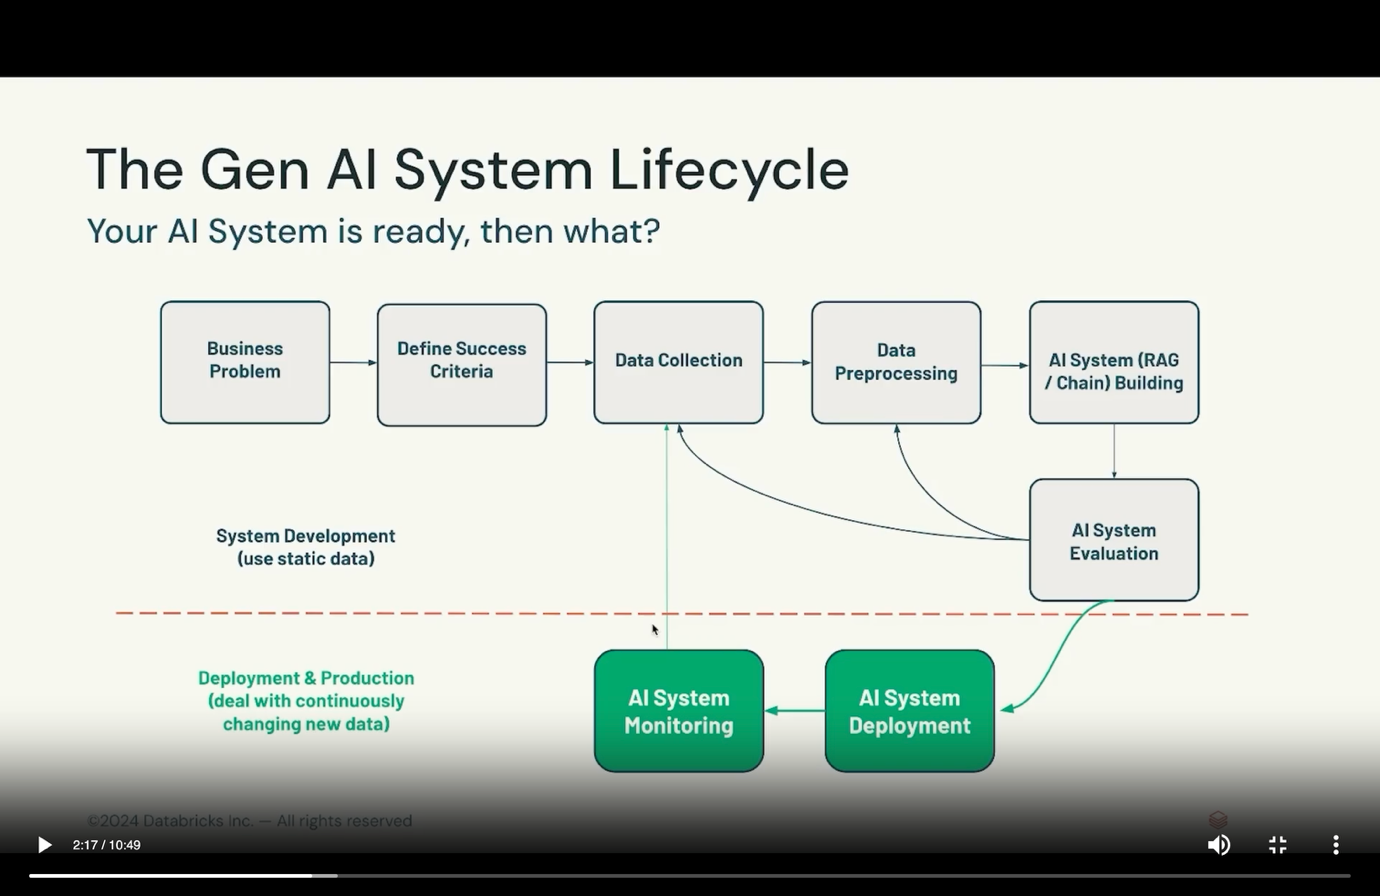 The Gen AI System Lifecycle
Your AI System is ready, then what?
Business
Problem
Define Success
Criteria
Data Collection
Data
Preprocessing
AI System (RAG
/ Chain) Building
AI System
Evaluation
System Development
(use static data)
Deployment & Production
(deal with continuously
changing new data)
AI System
Monitoring
AI System
Deployment
©2024 Databricks Inc. — All rights reserved
2:17 / 10:49